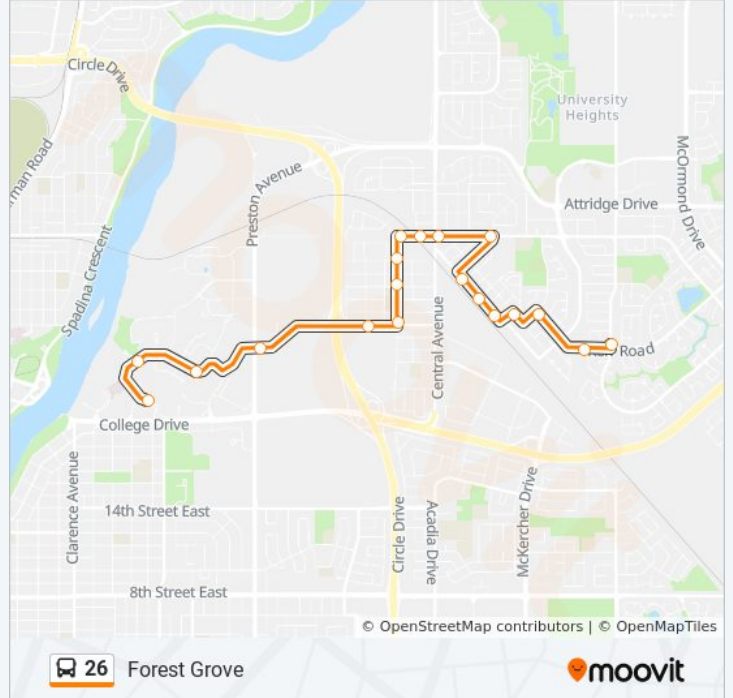 Circle Drive
University
Heights
McOrmond Drive
rman Road
Preston Avenue
Attridge Drive
Spadina Crescent
Central Avenue
Road
College Drive
Clarence Avenue
14th Street East
Circle Drive
Acadia Drive
McKercher Drive
8th Street East
© OpenStreetMap contributors | © OpenMapTiles
26 Forest Grove
moovit